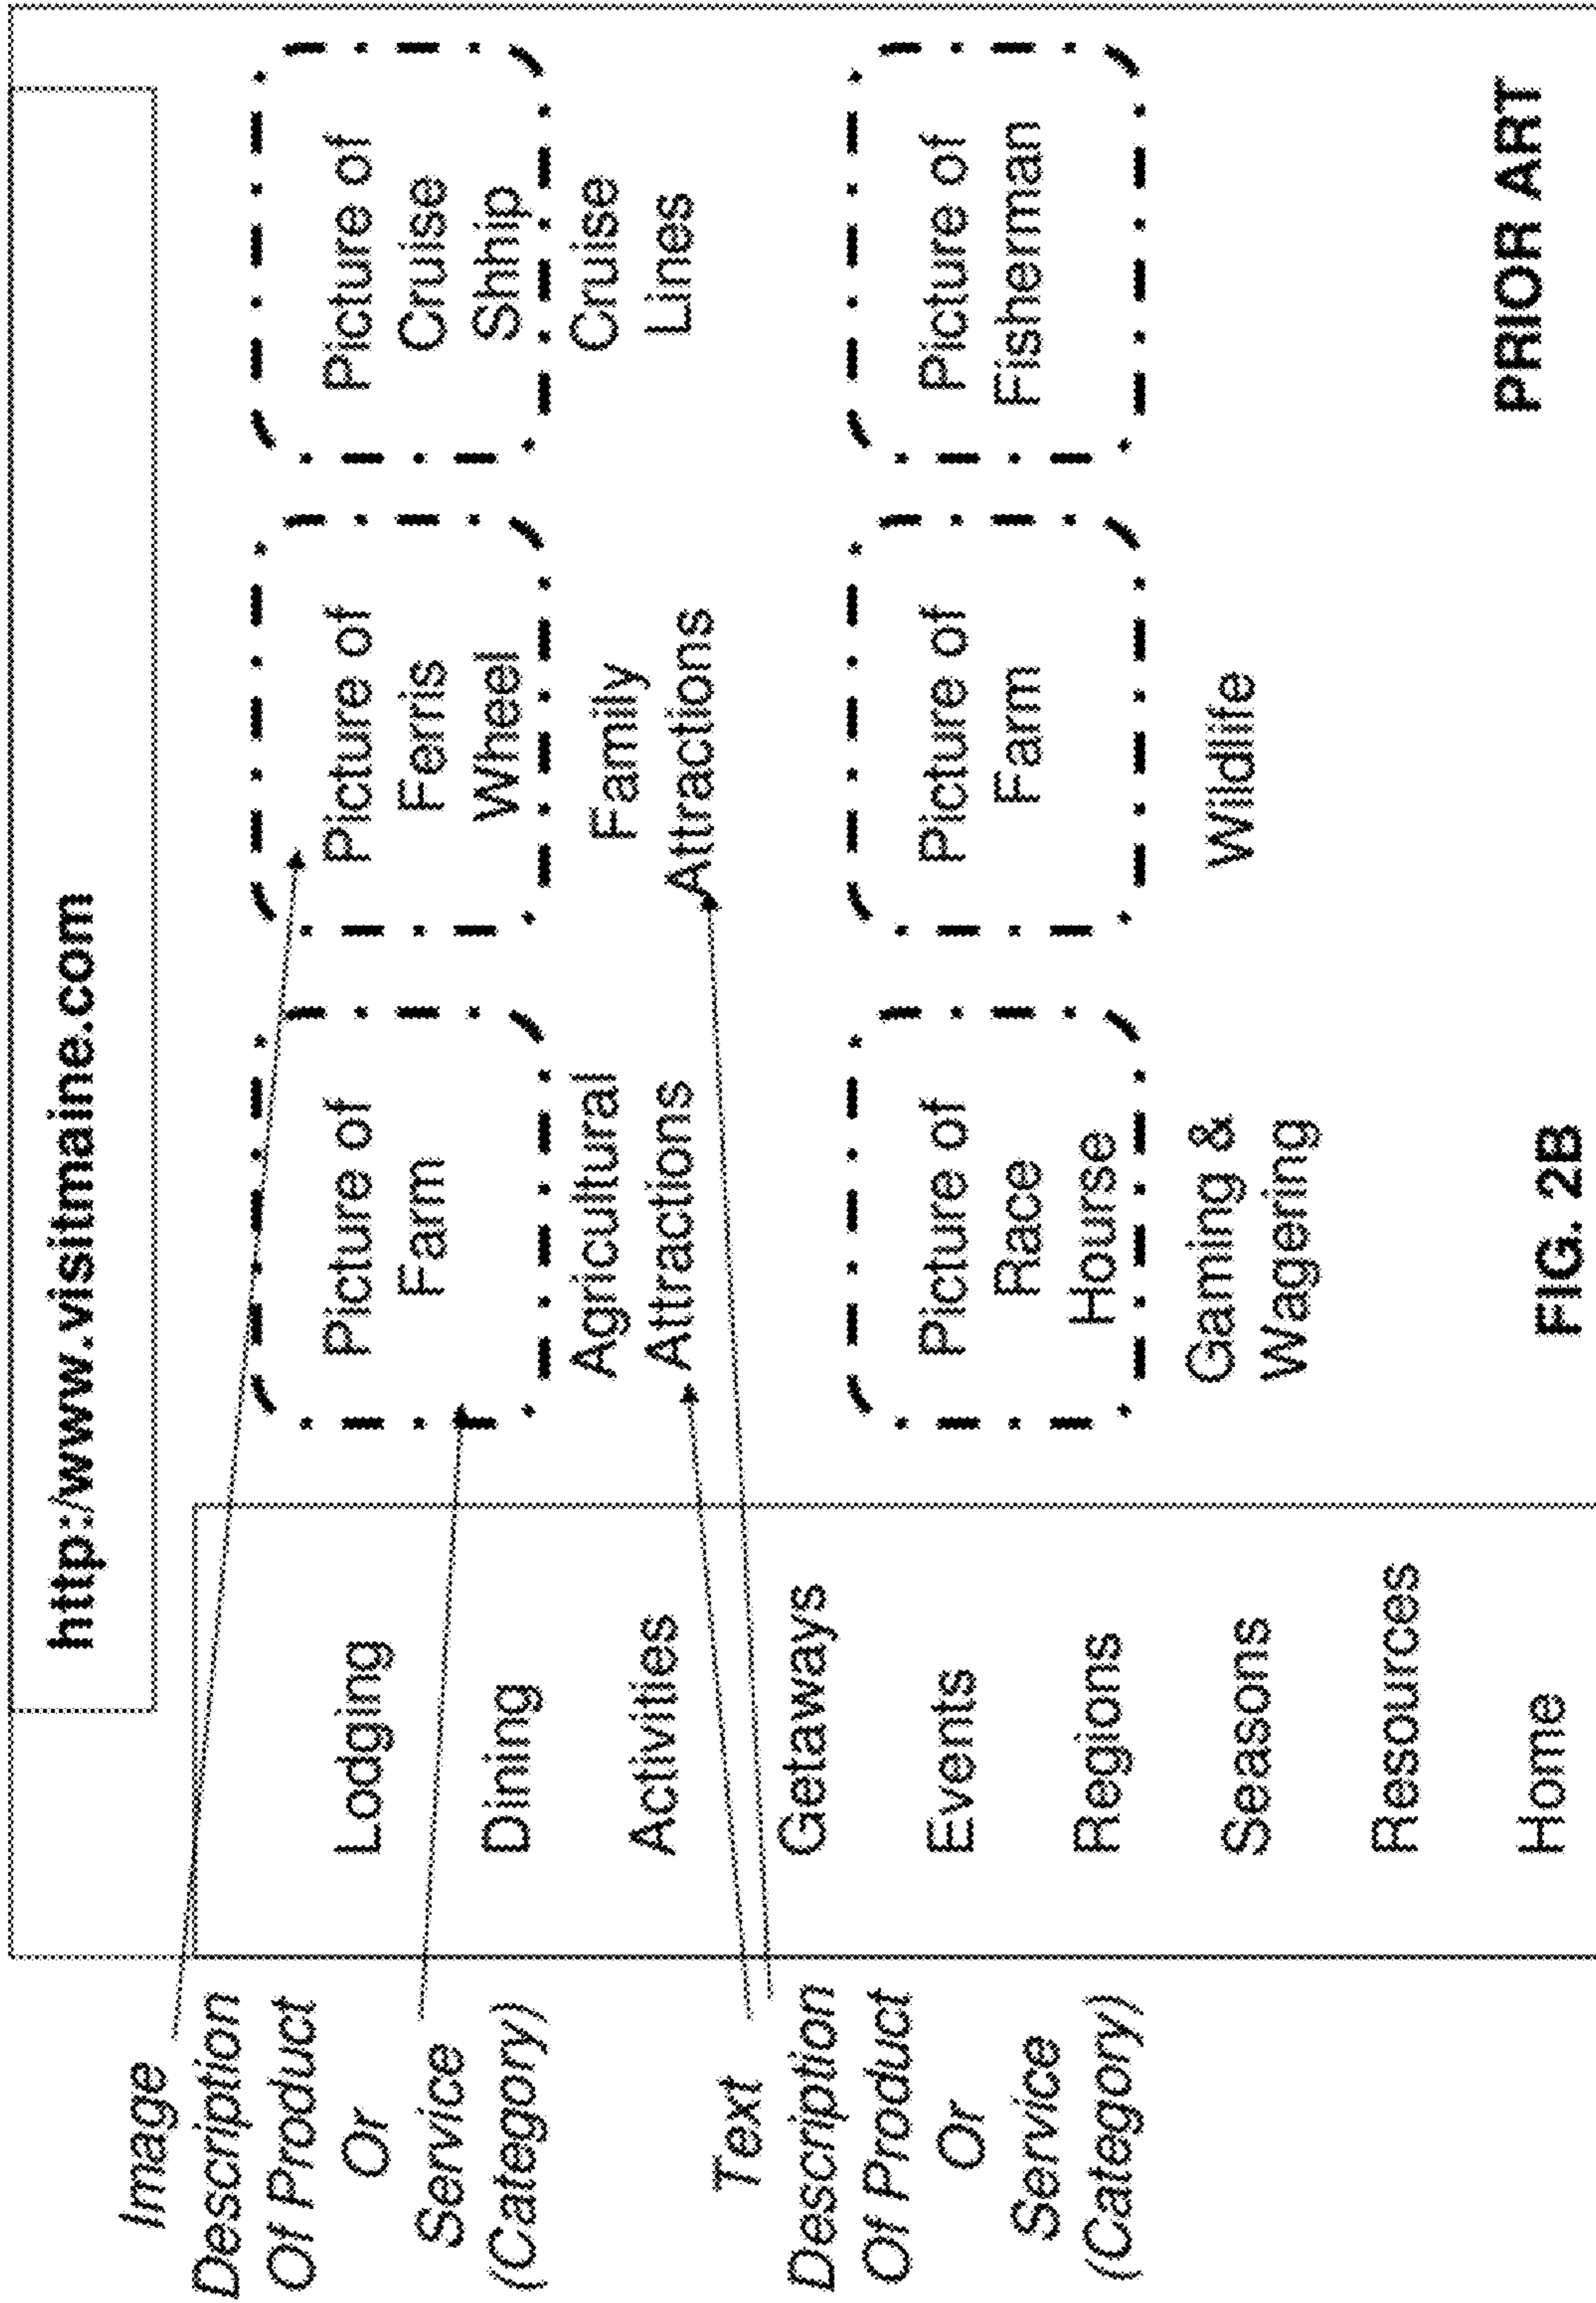 http:/www.visitmaine.com
Image
Description
Of Product
Or
Service
(Category)
Text
Description
Of Product
Or
Service
(Category)
Lodging
Dining
Activities
Getaways
Events
Regions
Seasons
Resources
Home
Picture of
Farm
Agricultural
Attractions
Picture of
Ferris
Wheel
Family
Attractions
Picture of
Cruise
Shhip
Cruise
Lines
Picture of
Race
Hourse
Gaming &
Wagering
Picture of
Farm
Wildlife
Picture of
Fisherman
FIG. 2B
PRIOR ART